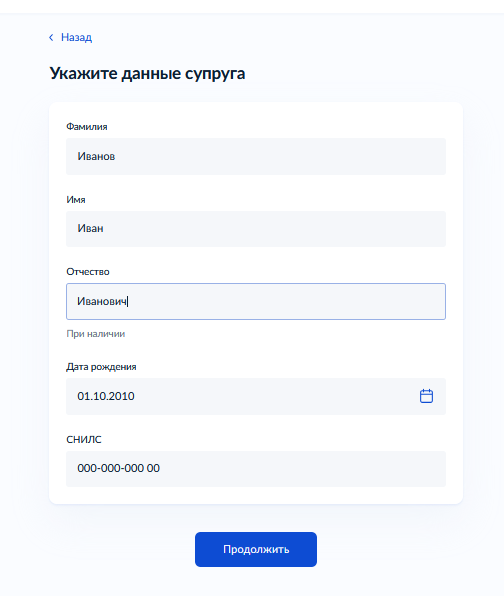 Назад
Укажите данные супруга
Фамилия
Иванов
Имя
Иван
Отчество
Иванович
При наличии
Дата рождения
01.10.2010
СНИЛС
000-000-000 00
Продолжить